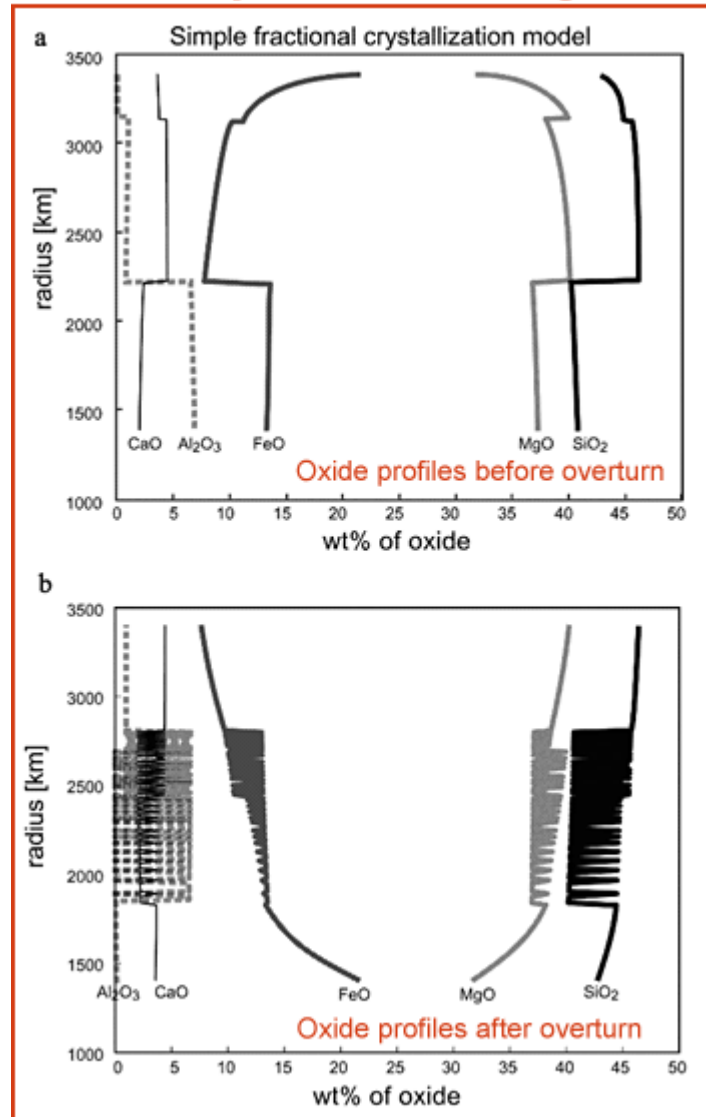 a
Simple fractional crystallization model
3500
3000
2500
2000
1500
1000
radius [km]
CaO Al₂O₃ FeO MgO SiO₂
Oxide profiles before overturn
0 5 10 15 20 25 30 35 40 45 50
wt% of oxide
b
3500
3000
2500
2000
1500
1000
radius [km]
Al₂O₃ CaO FeO MgO SiO₂
Oxide profiles after overturn
0 5 10 15 20 25 30 35 40 45 50
wt% of oxide